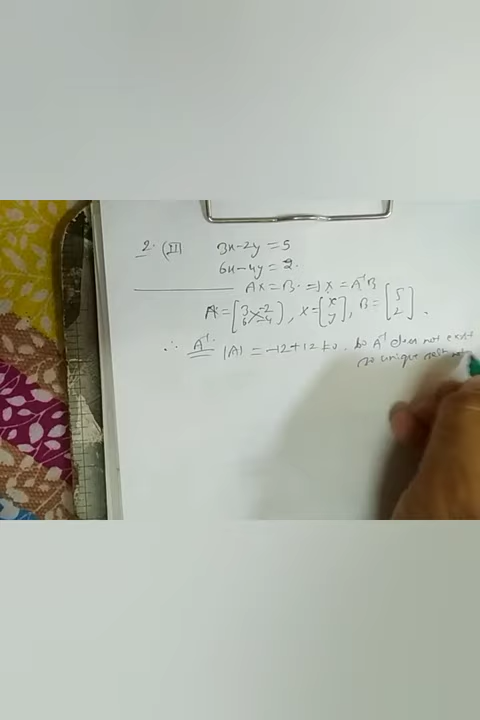 2. (II) 3x-2y = 5
6x-4y = 2.
AX = B. ⇒ X = A⁻¹B
A = [3 -2 6 -4], X = [x y], B = [5 2].
∴ A⁻¹. |A| = -12+12 = 0. So A⁻¹ does not exist
so unique